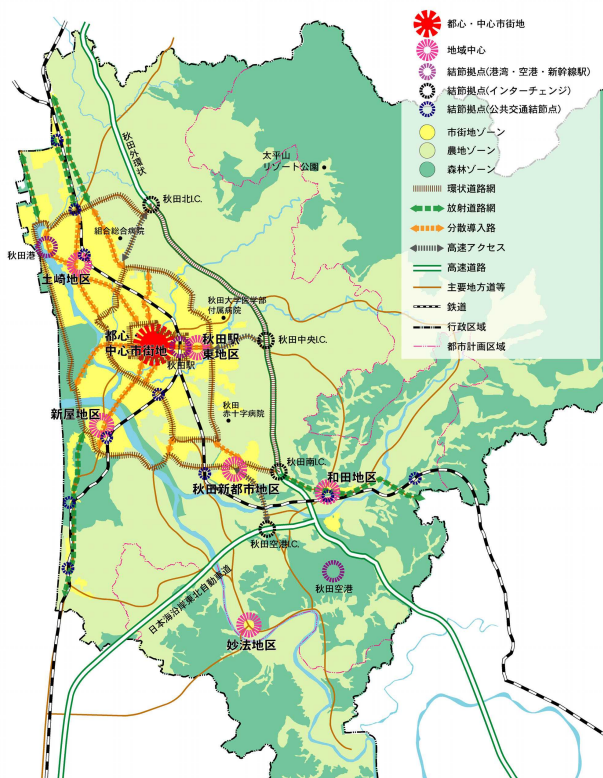 都心・中心市街地
地域中心
結節拠点(港湾・空港・新幹線駅)
結節拠点(インターチェンジ)
結節拠点(公共交通結節点)
市街地ゾーン
農地ゾーン
森林ゾーン
環状道路網
放射道路網
分散導入路
高速アクセス
高速道路
主要地方道等
鉄道
行政区域
都市計画区域
秋田外環状
太平山
リゾート公園
秋田北I.C.
組合総合病院
秋田港
土崎地区
秋田大学医学部
付属病院
都心
中心市街地
秋田駅
東地区
秋田駅
秋田中央I.C.
新屋地区
秋田
赤十字病院
秋田南I.C.
秋田新都市地区
和田地区
秋田空港I.C.
秋田空港
日本海沿岸東北自動車道
妙法地区